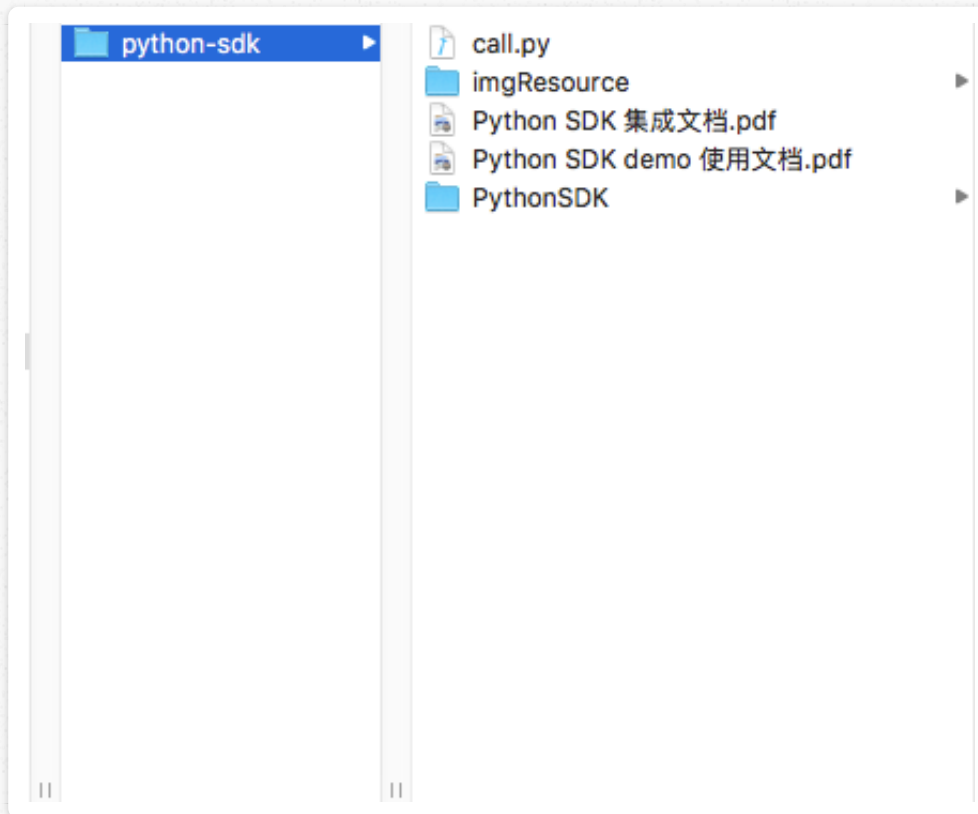 python-sdk
call.py
imgResource
Python SDK 集成文档.pdf
Python SDK demo 使用文档.pdf
PythonSDK